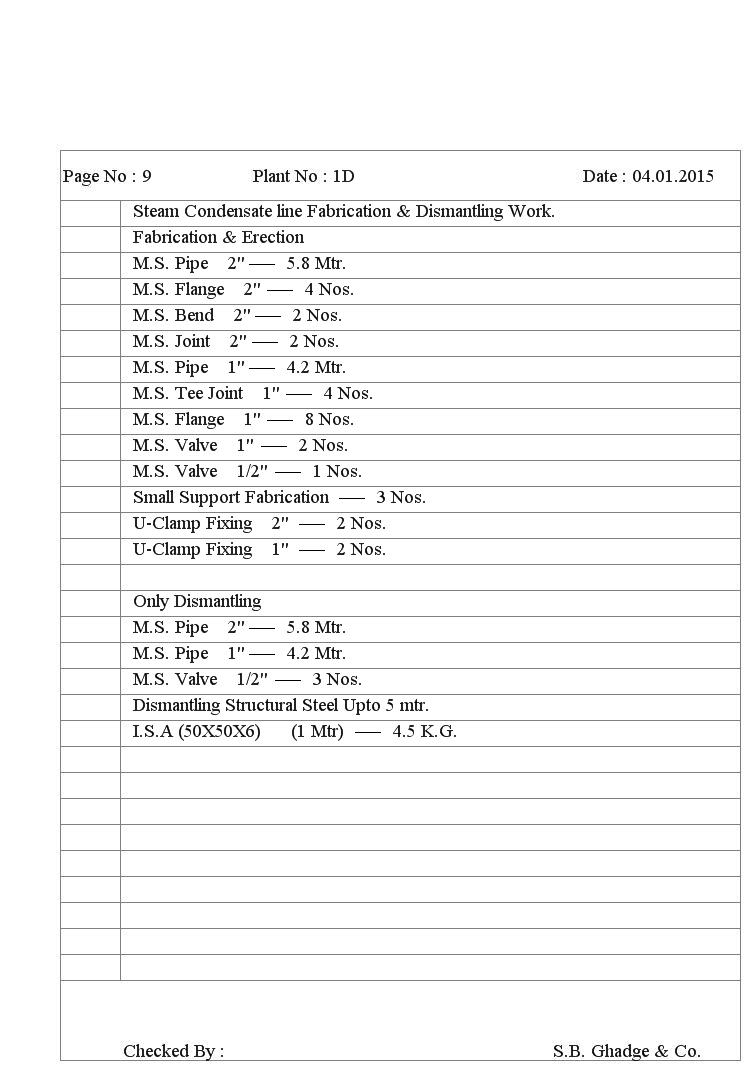 Page No : 9 Plant No : 1D Date : 04.01.2015
Steam Condensate line Fabrication & Dismantling Work.
Fabrication & Erection
M.S. Pipe 2" — 5.8 Mtr.
M.S. Flange 2" — 4 Nos.
M.S. Bend 2" — 2 Nos.
M.S. Joint 2" — 2 Nos.
M.S. Pipe 1" — 4.2 Mtr.
M.S. Tee Joint 1" — 4 Nos.
M.S. Flange 1" — 8 Nos.
M.S. Valve 1" — 2 Nos.
M.S. Valve 1/2" — 1 Nos.
Small Support Fabrication — 3 Nos.
U-Clamp Fixing 2" — 2 Nos.
U-Clamp Fixing 1" — 2 Nos.
Only Dismantling
M.S. Pipe 2" — 5.8 Mtr.
M.S. Pipe 1" — 4.2 Mtr.
M.S. Valve 1/2" — 3 Nos.
Dismantling Structural Steel Upto 5 mtr.
I.S.A (50X50X6) (1 Mtr) — 4.5 K.G.
Checked By : S.B. Ghadge & Co.